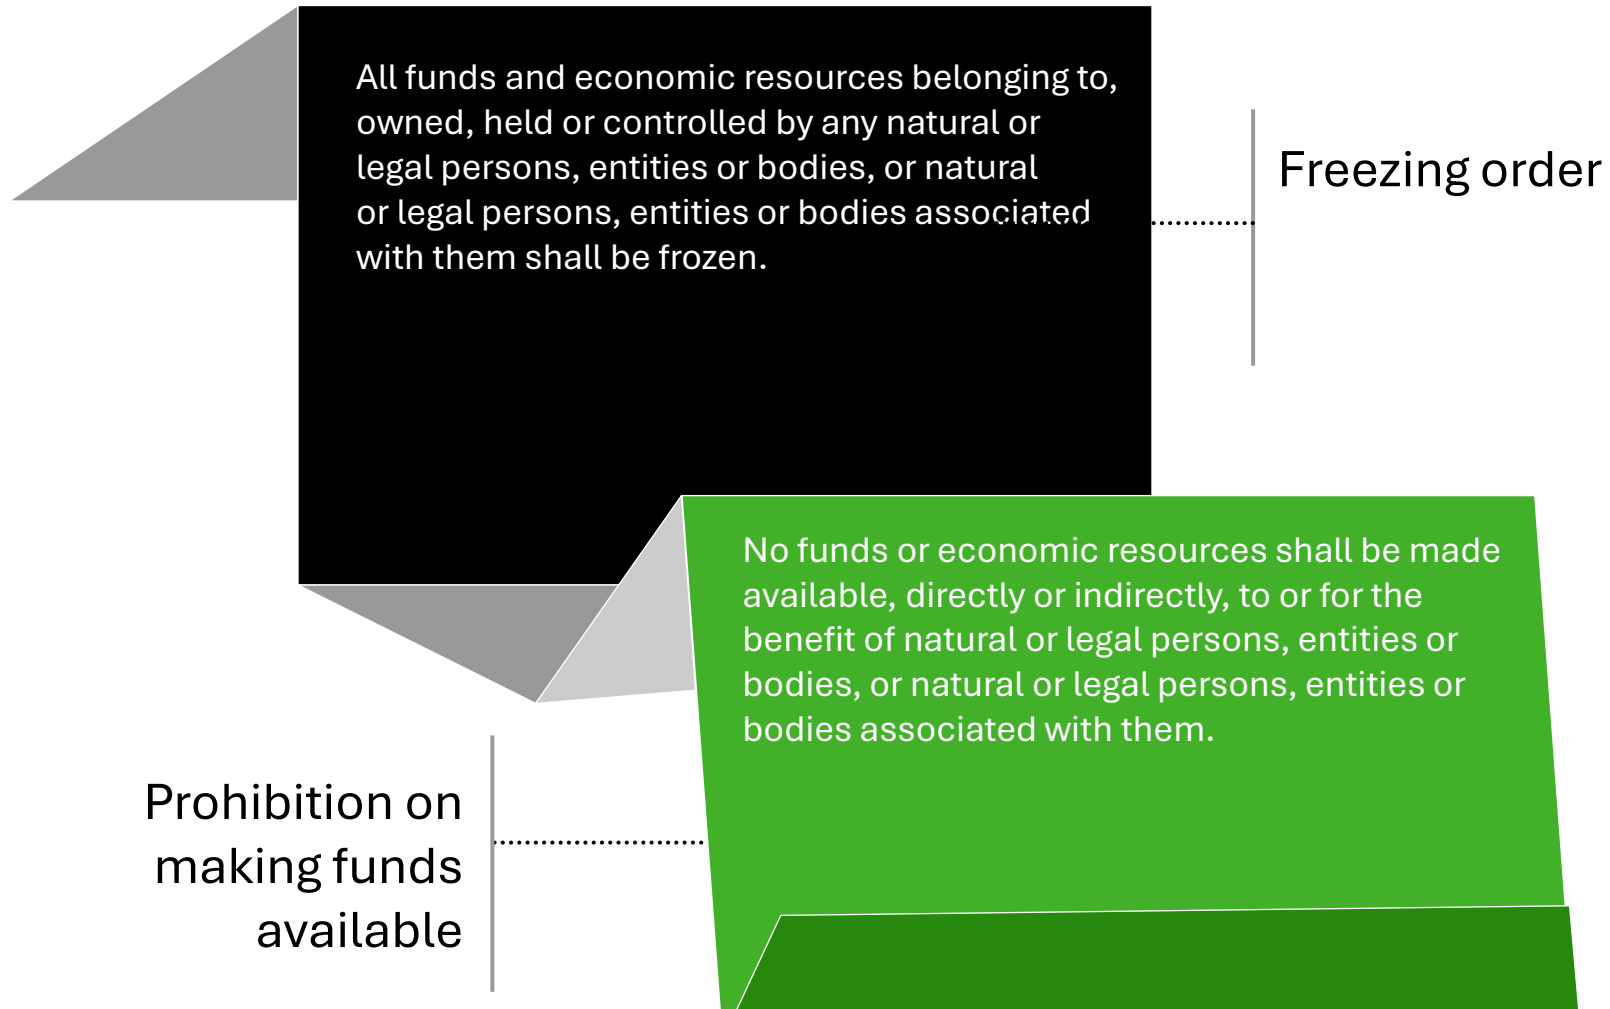 All funds and economic resources belonging to,
owned, held or controlled by any natural or
legal persons, entities or bodies, or natural
or legal persons, entities or bodies associated
with them shall be frozen.
Freezing order
No funds or economic resources shall be made
available, directly or indirectly, to or for the
benefit of natural or legal persons, entities or
bodies, or natural or legal persons, entities or
bodies associated with them.
Prohibition on
making funds
available